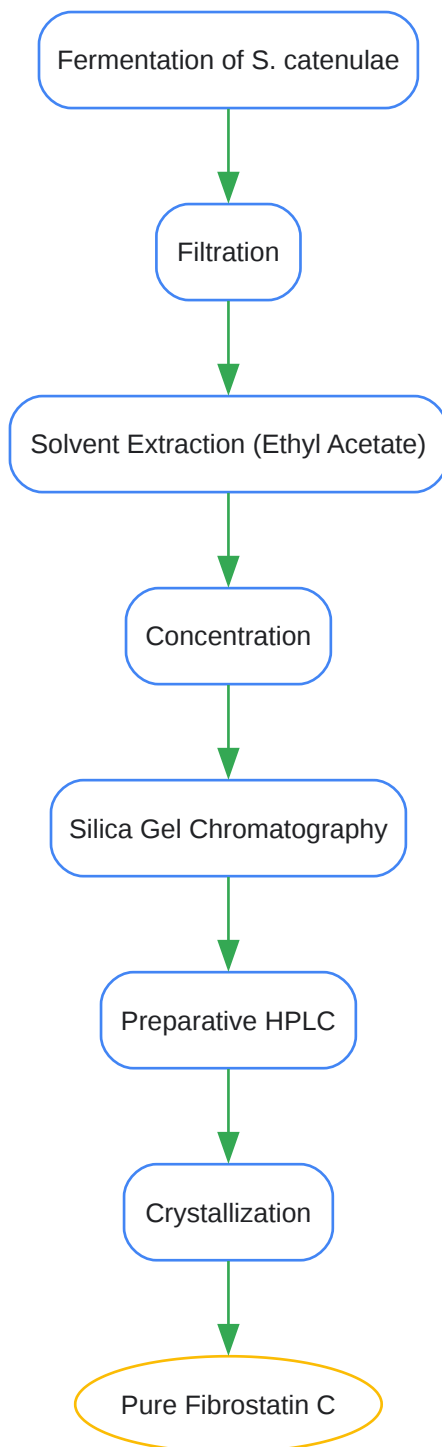 Fermentation of S. catenulae
Filtration
Solvent Extraction (Ethyl Acetate)
Concentration
Silica Gel Chromatography
Preparative HPLC
Crystallization
Pure Fibrostatin C